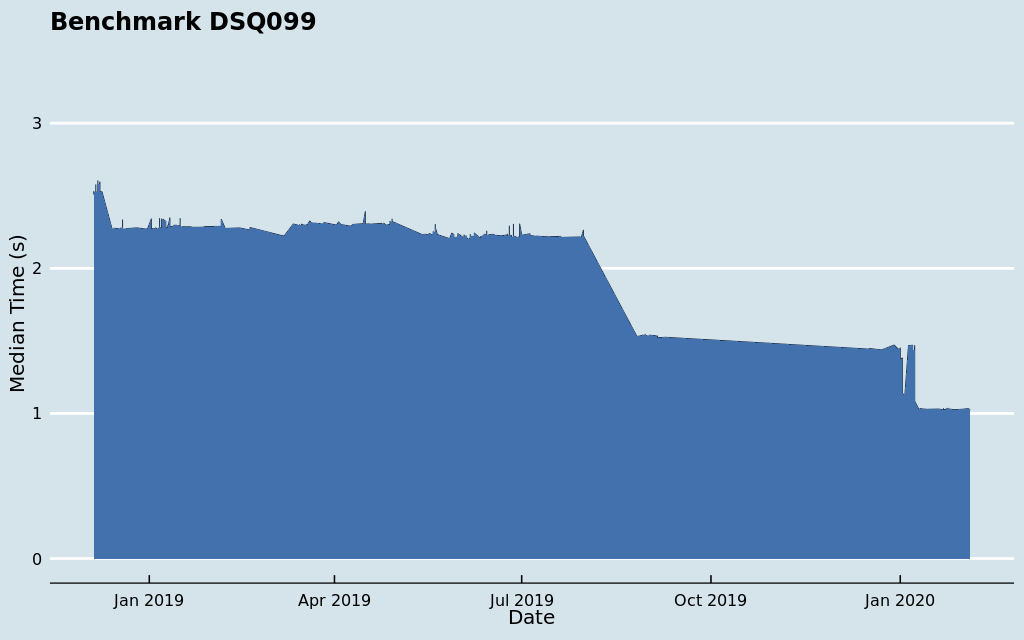 Benchmark DSQ099
3
2
1
0
Median Time (s)
Jan 2019
Apr 2019
Jul 2019
Oct 2019
Jan 2020
Date